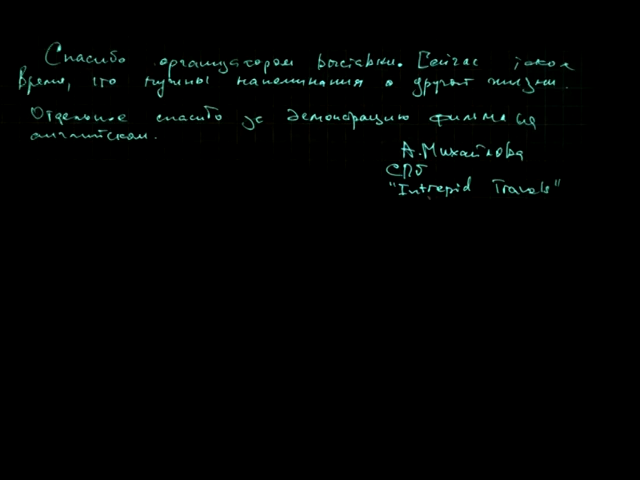 Спасибо организаторам выставки. Сейчас такое
время, что нужны напоминания о другой жизни.
Отдельное спасибо за демонстрацию фильма на
английском.
А. Михайлова
СПб
"Intrepid Travels"